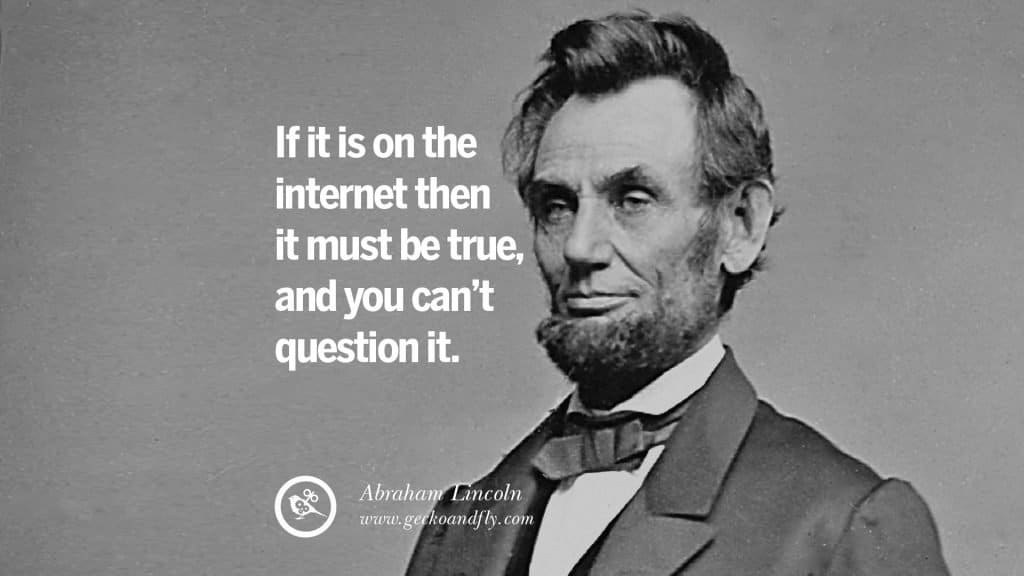 If it is on the
internet then
it must be true,
and you can't
question it.
Abraham Lincoln
www.geckoandfly.com